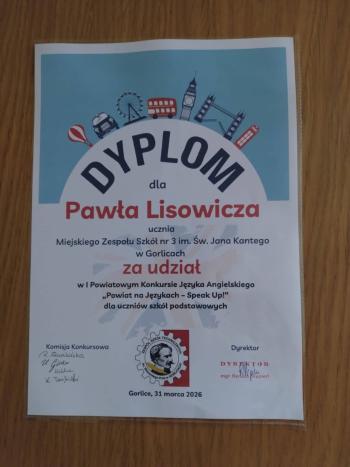 DYPLOM
dla
Pawła Lisowicza
ucznia
Miejskiego Zespołu Szkół nr 3 im. Św. Jana Kantego
w Gorlicach
za udział
w I Powiatowym Konkursie Języka Angielskiego
„Powiat na Językach – Speak Up!”
dla uczniów szkół podstawowych
Komisja Konkursowa
Dyrektor
DYREKTOR
mgr
Gorlice, 31 marca 2026